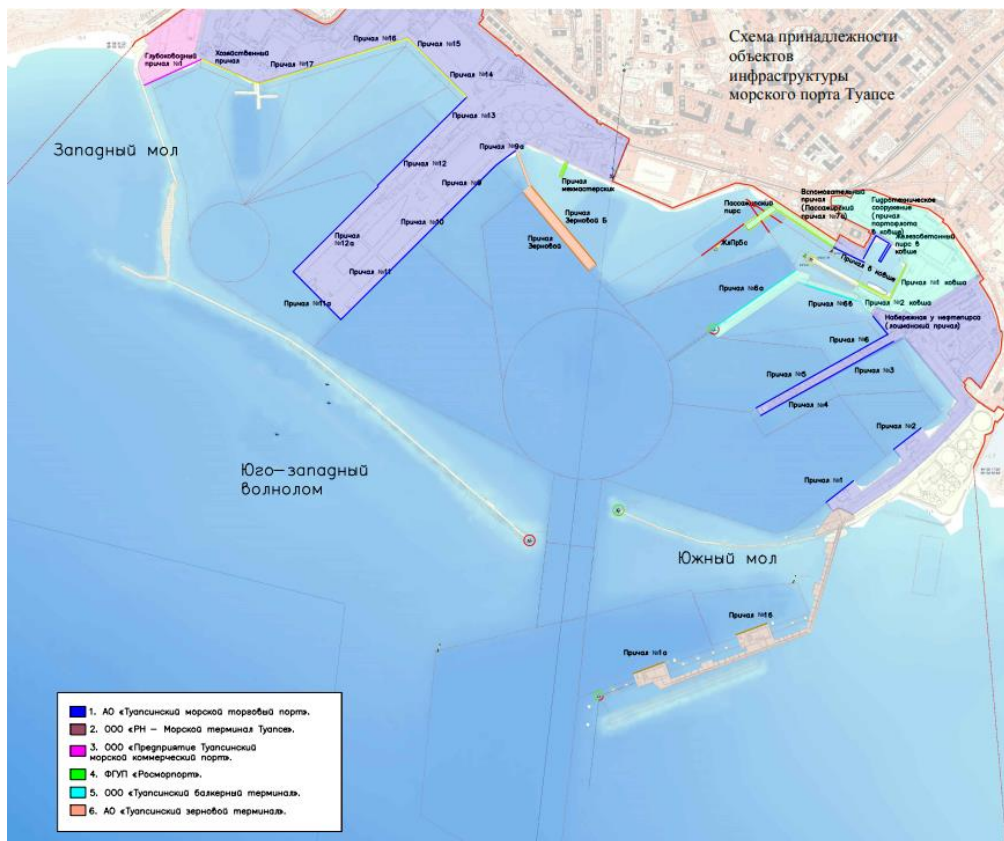 Схема принадлежности
объектов
инфраструктуры
морского порта Туапсе
Глубоководный
причал №1
Хозяйственный
причал
Причал №17
Причал №16
Причал №15
Причал №14
Причал №13
Причал №12
Причал №9а
Причал №9
Причал №10
Причал
№12а
Причал №11
Причал №11а
Западный мол
Причал
Причал
Зерновой Б
Причал
Зерновой
Пассажирский
пирс
Причал №6а
Причал №6б
Причал в ковше
Железобетонный
пирс в
ковше
Гидротехническое
сооружение
(причал
портофлота
в ковше)
Вспомогательный
причал
(Пассажирский
причал №7б)
Причал №1 ковша
Причал №2 ковша
Набережная у нефтепирса
(лоцманский причал)
Причал №6
Причал №5
Причал №3
Причал №4
Причал №2
Причал №1
Юго-западный
волнолом
Южный мол
Причал №1б
Причал №1а
1. АО «Туапсинский морской торговый порт».
2. ООО «РН – Морской терминал Туапсе».
3. ООО «Предприятие Туапсинский
морской коммерческий порт».
4. ФГУП «Росморпорт».
5. ООО «Туапсинский балкерный терминал».
6. АО «Туапсинский зерновой терминал».